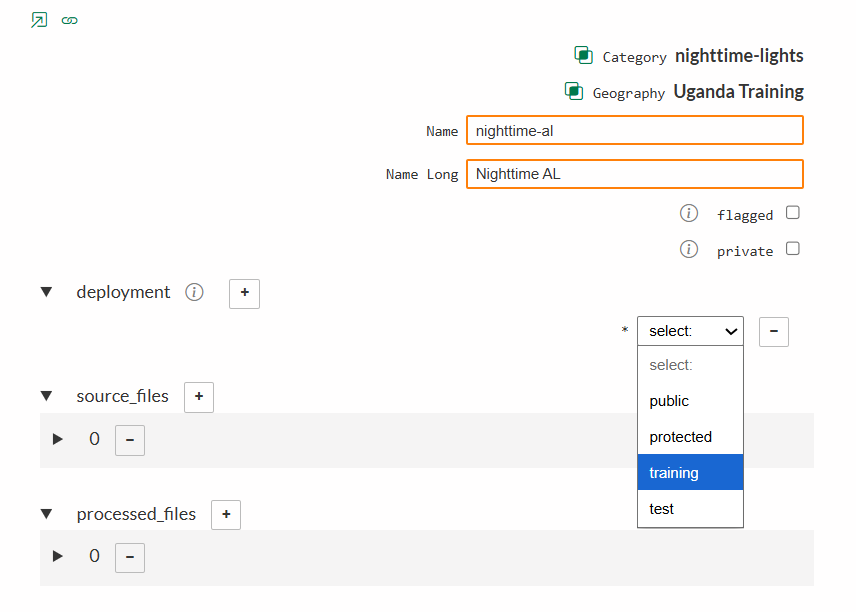 Category nighttime-lights
Geography Uganda Training
Name nighttime-al
Name Long Nighttime AL
i flagged
i private
deployment i +
* select: -
select:
public
protected
training
test
source_files +
0 -
processed_files +
0 -